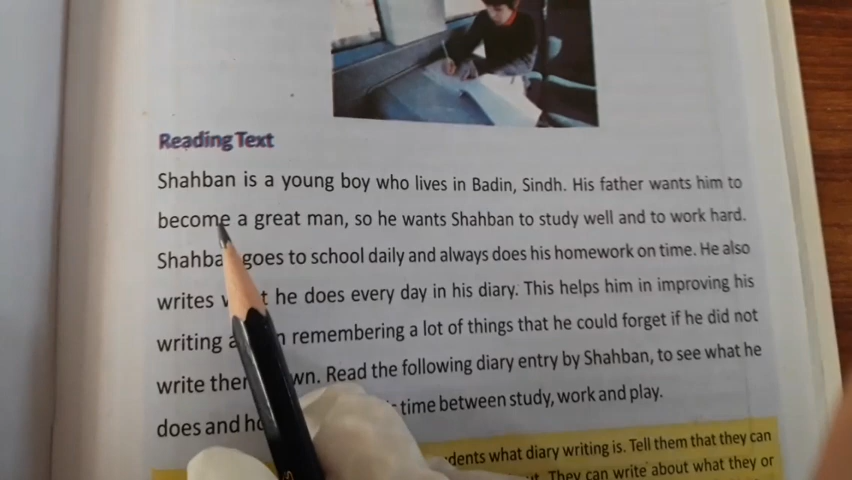 Reading Text
Shahban is a young boy who lives in Badin, Sindh. His father wants him to
become a great man, so he wants Shahban to study well and to work hard.
goes to school daily and always does his homework on time. He also
writes he does every day in his diary. This helps him in improving his
writing remembering a lot of things that he could forget if he did not
write Read the following diary entry by Shahban, to see what he
does and time between study, work and play.
what diary writing is. Tell them that they can
They can write about what they or